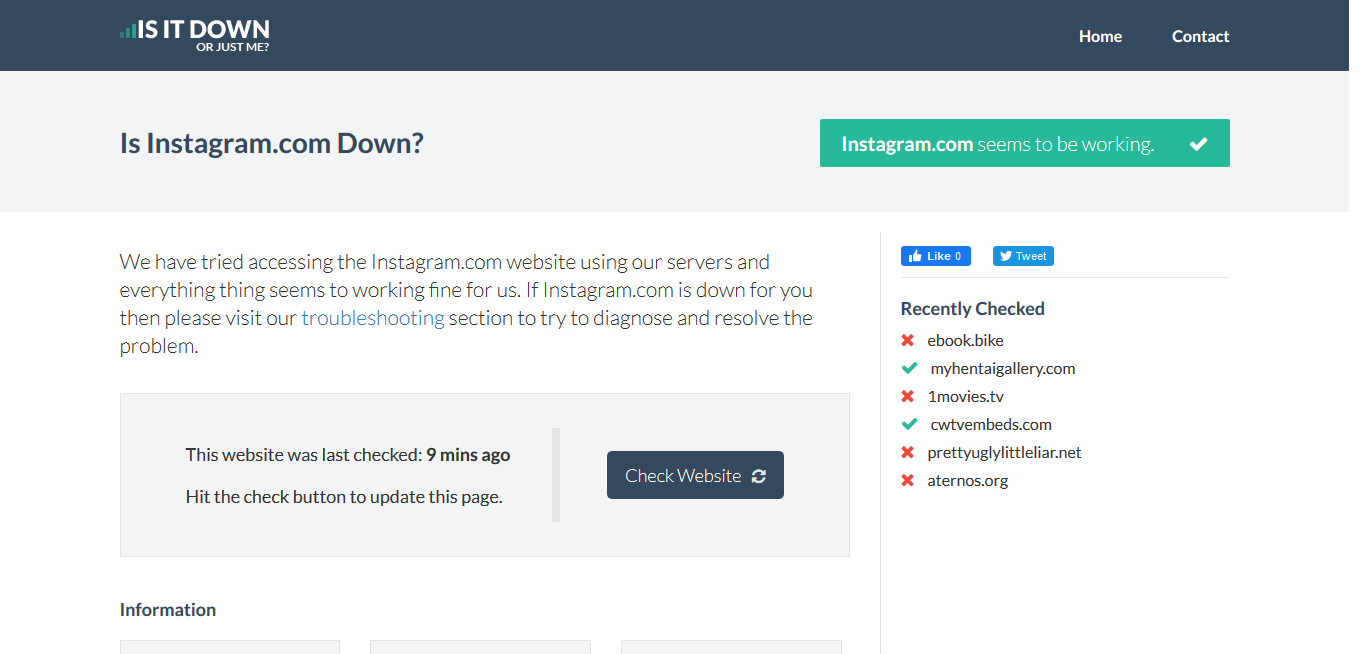 IS IT DOWN
OR JUST ME?
Home
Contact
Is Instagram.com Down?
Instagram.com seems to be working.
We have tried accessing the Instagram.com website using our servers and
everything thing seems to working fine for us. If Instagram.com is down for you
then please visit our troubleshooting section to try to diagnose and resolve the
problem.
This website was last checked: 9 mins ago
Hit the check button to update this page.
Check Website
Information
Like 0
Tweet
Recently Checked
ebook.bike
myhentaigallery.com
1movies.tv
cwtvembeds.com
prettyuglylittleliar.net
aternos.org